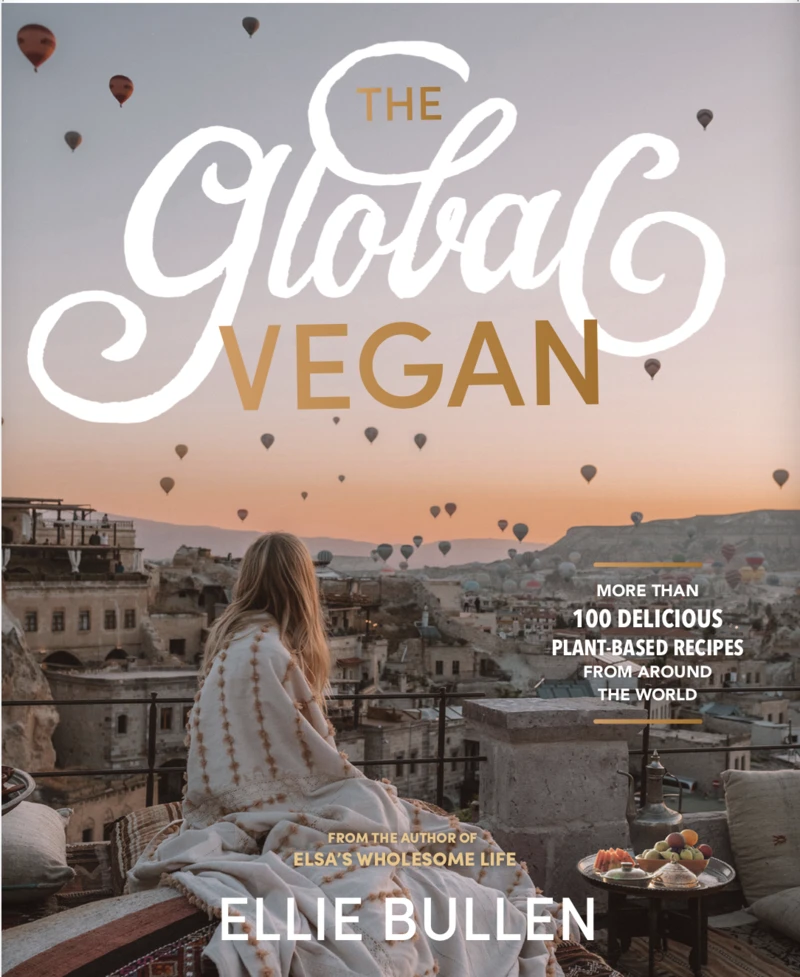 THE
Global
VEGAN
MORE THAN
100 DELICIOUS
PLANT-BASED RECIPES
FROM AROUND
THE WORLD
FROM THE AUTHOR OF
ELSA'S WHOLESOME LIFE
ELLIE BULLEN